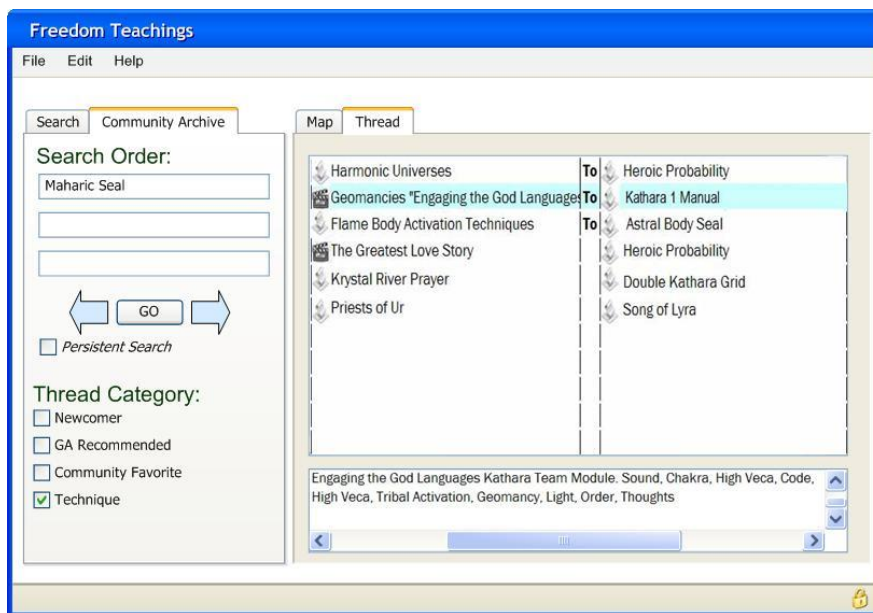 Freedom Teachings
File Edit Help
Search Community Archive
Search Order:
Maharic Seal
GO
Persistent Search
Thread Category:
Newcomer
GA Recommended
Community Favorite
Technique
Map Thread
Harmonic Universes To Heroic Probability
Geomancies "Engaging the God Languages To Kathara 1 Manual
Flame Body Activation Techniques To Astral Body Seal
The Greatest Love Story Heroic Probability
Krystal River Prayer Double Kathara Grid
Priests of Ur Song of Lyra
Engaging the God Languages Kathara Team Module. Sound, Chakra, High Veca, Code,
High Veca, Tribal Activation, Geomancy, Light, Order, Thoughts